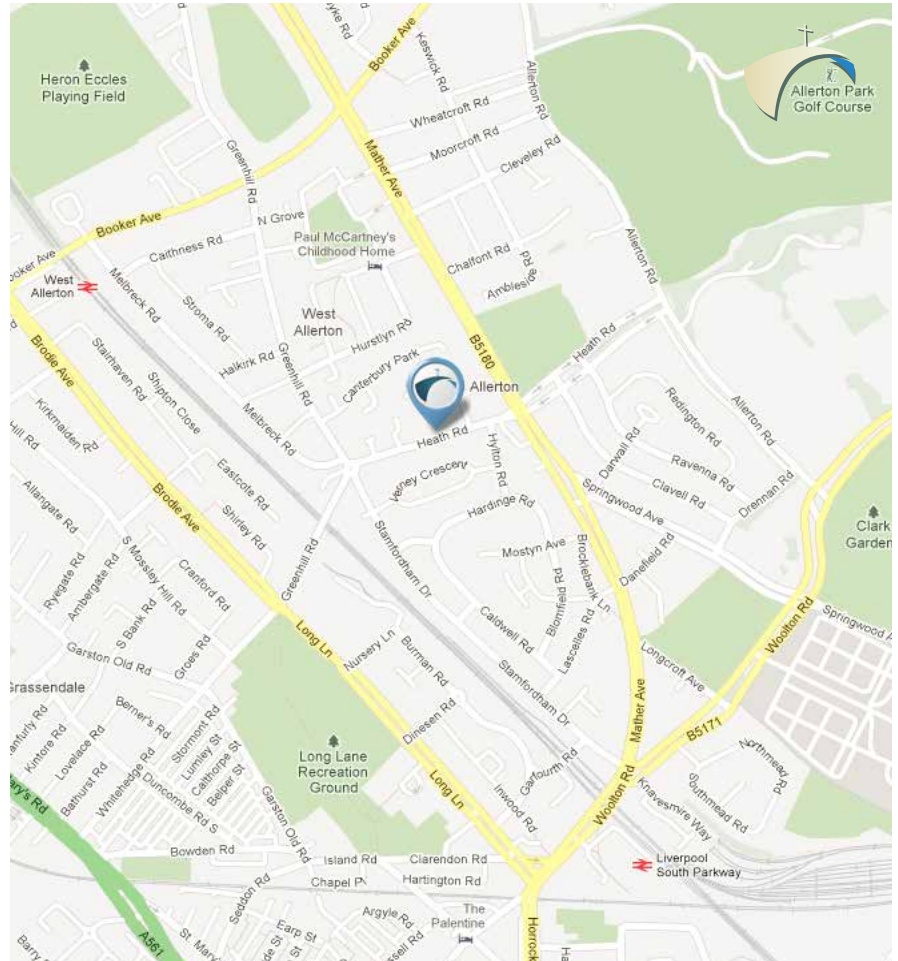 Booker Ave
Keswick Rd
Heron Eccles
Playing Field
Allerton Rd
Allerton Park
Golf Course
Wheatcroft Rd
Greenhill Rd
Mather Ave
Moorcroft Rd
Cleveley Rd
N Grove
Booker Ave
Caithness Rd
Paul McCartney's
Childhood Home
Allerton Rd
Chalfont Rd
Ambleside Rd
West
Allerton
Melbreck Rd
Stroma Rd
West
Allerton
Hurstlyn Rd
B5180
Heath Rd
Brodie Ave
Stairhaven Rd
Halkirk Rd
Greenhill Rd
Canterbury Park
Allerton
Shipton Close
Melbreck Rd
Kirkmaiden Rd
Heath Rd
Hylton Rd
Redington Rd
Allerton Rd
Darwall Rd
Ravenna Rd
Verney Crescent
Clavell Rd
Drennan Rd
Hill Rd
Eastcote Rd
Allangate Rd
Brodie Ave
Shirley Rd
Hardinge Rd
Springwood Ave
Clark
Garden
Stamfordham Dr
Mostyn Ave
Brocklebank Ln
Danefield Rd
S Mossley Hill Rd
Greenhill Rd
Ryegate Rd
Ambergate Rd
Cranford Rd
Blomfield Rd
Caldwell Rd
Lascelles Rd
Woolton Rd
S Bank Rd
Long Ln
Nursery Ln
Burman Rd
Garston Old Rd
Groes Rd
Longcroft Ave
Stamfordham Dr
Berner's Rd
Dinesen Rd
Mather Ave
B5171
Northmead Rd
Kintore Rd
Lovelace Rd
Stormont Rd
Lumley St
Calthorpe St
Belper St
Whitehedge Rd
Bathurst Rd
Duncombe Rd S
Long Lane
Recreation
Ground
Long Ln
Garfourth Rd
Inwood Rd
Woolton Rd
Southmead Rd
Knavesmire Way
Garston Old Rd
Bowden Rd
Island Rd
Clarendon Rd
Liverpool
South Parkway
Chapel Pl
Hartington Rd
Seddon Rd
Argyle Rd
The
Palentine
Earp St
A561